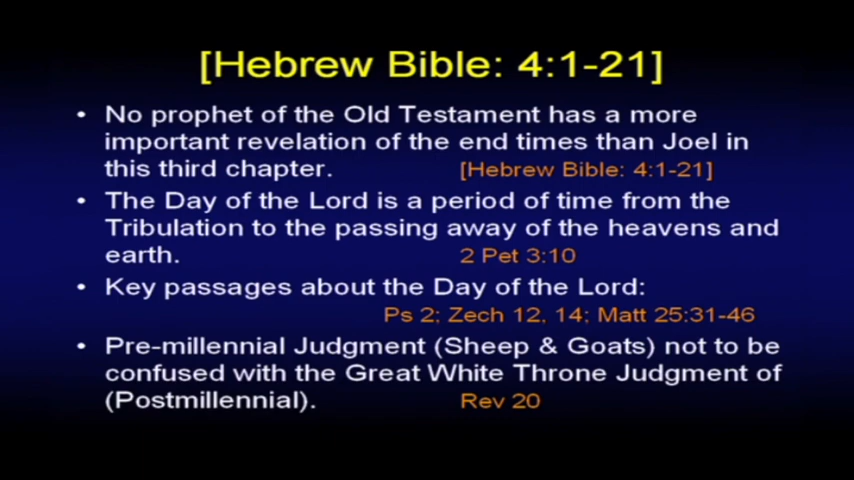 [Hebrew Bible: 4:1-21]
• No prophet of the Old Testament has a more
important revelation of the end times than Joel in
this third chapter. [Hebrew Bible: 4:1-21]
• The Day of the Lord is a period of time from the
Tribulation to the passing away of the heavens and
earth. 2 Pet 3:10
• Key passages about the Day of the Lord:
Ps 2; Zech 12, 14; Matt 25:31-46
• Pre-millennial Judgment (Sheep & Goats) not to be
confused with the Great White Throne Judgment of
(Postmillennial). Rev 20